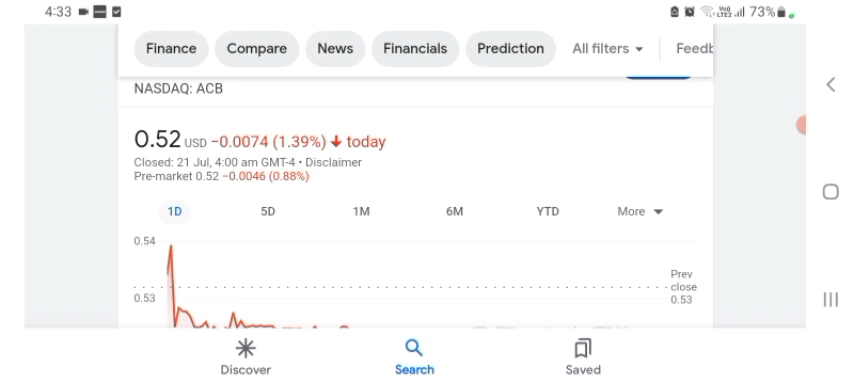 4:33
73%
Finance Compare News Financials Prediction All filters Feedb
NASDAQ: ACB
0.52 USD −0.0074 (1.39%) today
Closed: 21 Jul, 4:00 am GMT-4 • Disclaimer
Pre-market 0.52 −0.0046 (0.88%)
1D 5D 1M 6M YTD More
0.54
Prev
close
0.53
0.53
Discover Search Saved